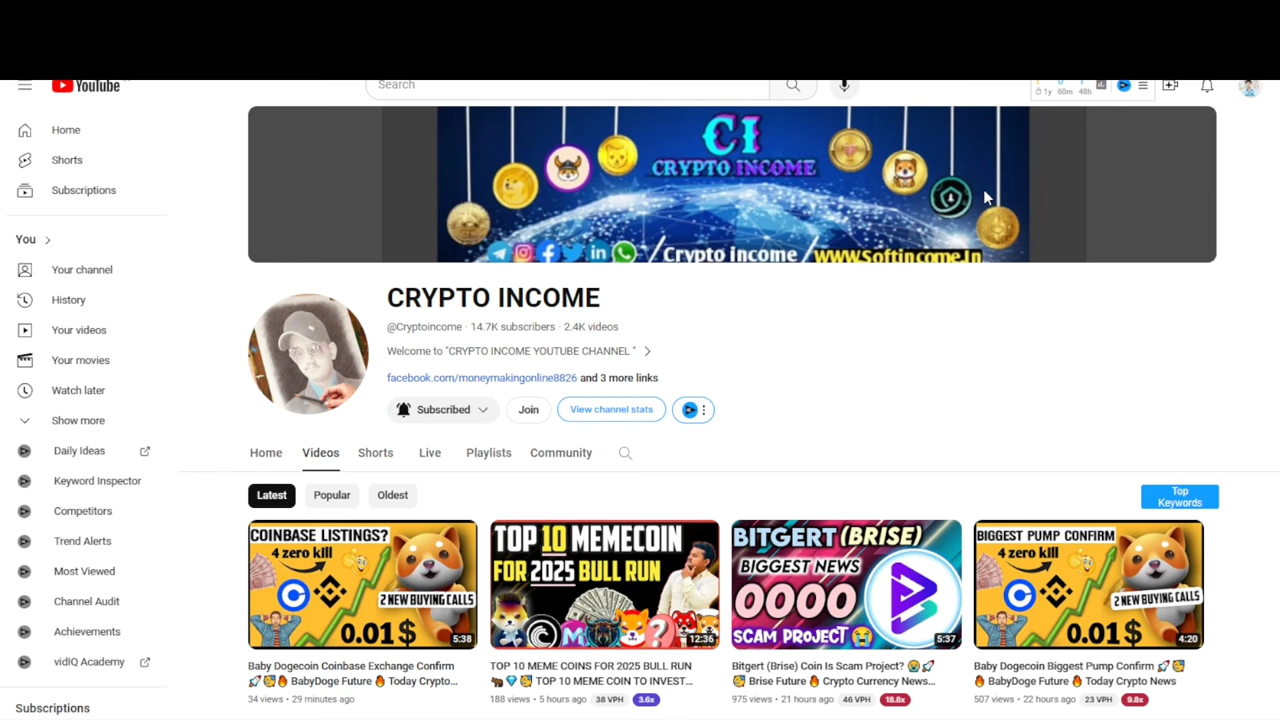 YouTube
Search
1y 60m 48h
Home
Shorts
Subscriptions
You
Your channel
History
Your videos
Your movies
Watch later
Show more
Daily Ideas
Keyword Inspector
Competitors
Trend Alerts
Most Viewed
Channel Audit
Achievements
vidIQ Academy
Subscriptions
CI
CRYPTO INCOME
/Crypto income / www.Softincome.In
CRYPTO INCOME
@Cryptoincome · 14.7K subscribers · 2.4K videos
Welcome to "CRYPTO INCOME YOUTUBE CHANNEL "
facebook.com/moneymakingonline8826 and 3 more links
Subscribed
Join
View channel stats
Home Videos Shorts Live Playlists Community
Latest Popular Oldest
Top
Keywords
COINBASE LISTINGS?
4 zero kill
2 NEW BUYING CALLS
0.01$
5:38
Baby Dogecoin Coinbase Exchange Confirm
🚀🥰🔥 BabyDoge Future 🔥 Today Crypto...
34 views · 29 minutes ago
TOP 10 MEMECOIN
FOR 2025 BULL RUN
?
12:36
TOP 10 MEME COINS FOR 2025 BULL RUN
🐂💎🥰 TOP 10 MEME COIN TO INVEST...
188 views · 5 hours ago 38 VPH 3.6x
BITGERT (BRISE)
BIGGEST NEWS
0000
SCAM PROJECT 😭
5:37
Bitgert (Brise) Coin Is Scam Project? 😭🚀
🥰 Brise Future 🔥 Crypto Currency News...
975 views · 21 hours ago 46 VPH 18.8x
BIGGEST PUMP CONFIRM
4 zero kill
2 NEW BUYING CALLS
0.01$
4:20
Baby Dogecoin Biggest Pump Confirm 🚀🥰
🔥 BabyDoge Future 🔥 Today Crypto News
507 views · 22 hours ago 23 VPH 9.8x